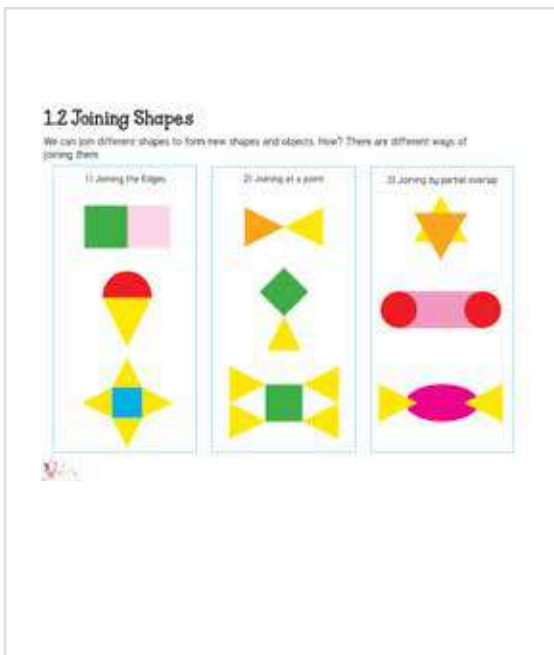 1.2 Joining Shapes
We can join different shapes to form new shapes and objects. How? There are different ways of
joining them
1) Joining the Edges
2) Joining at a point
3) Joining by partial overlap